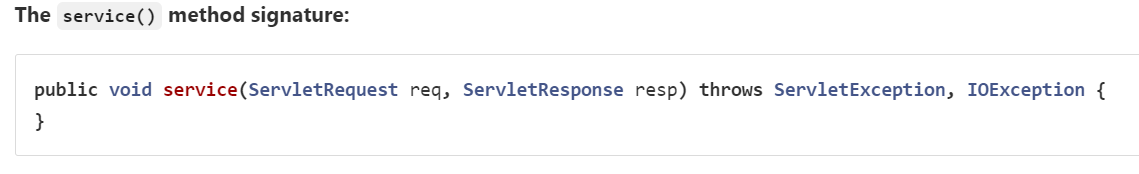 The service() method signature:
public void service(ServletRequest req, ServletResponse resp) throws ServletException, IOException {
}